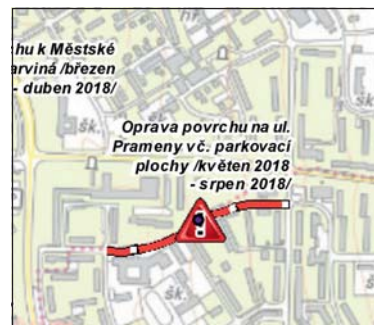 hu k Městské
arviná /březen
- duben 2018/
šk.
Oprava povrchu na ul.
Prameny vč. parkovací
plochy /květen 2018
- srpen 2018/
šk.
šk.